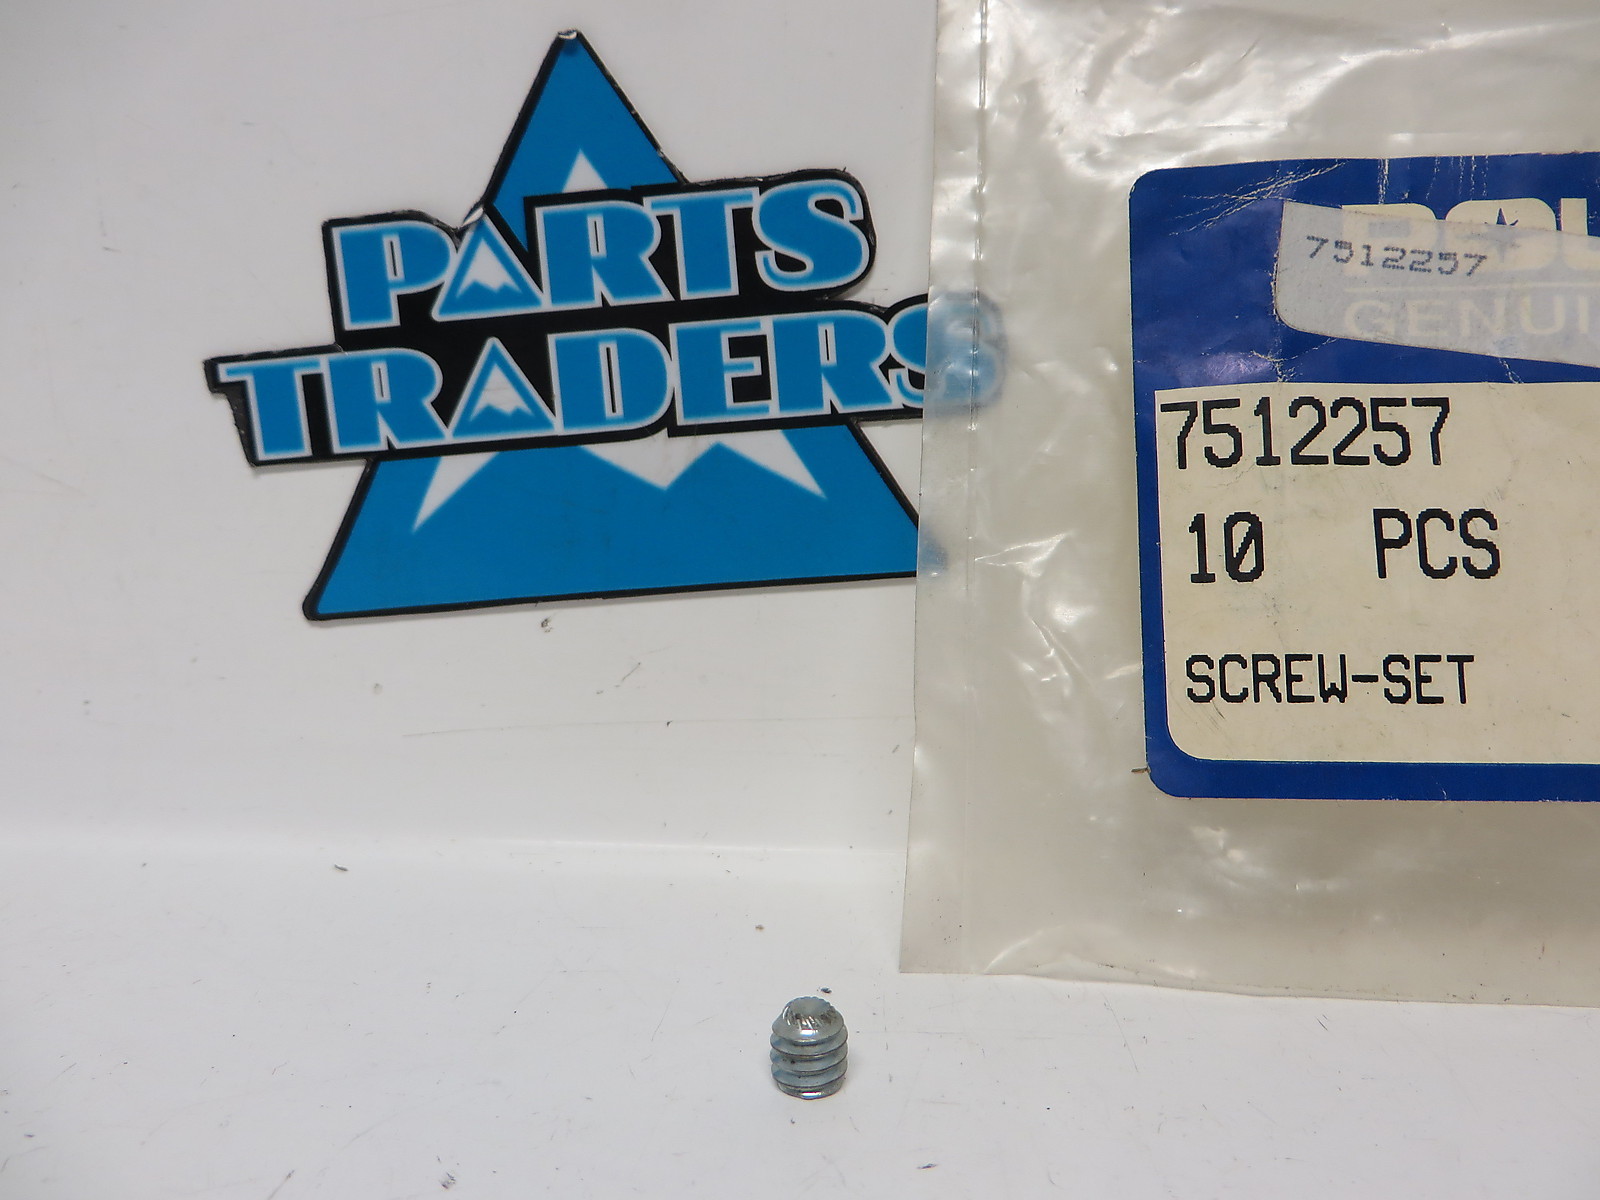 PARTS
TRADERS
7512257
GENUI
7512257
10 PCS
SCREW-SET